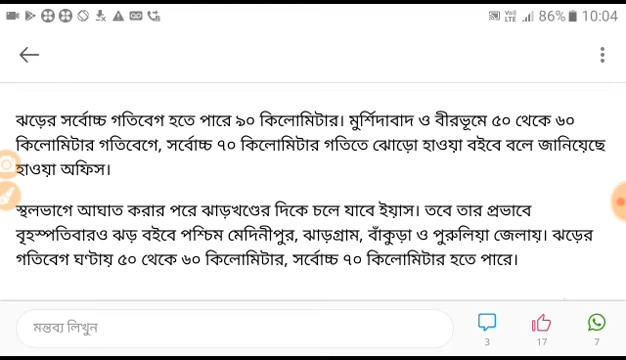 86% 10:04
ঝড়ের সর্বোচ্চ গতিবেগ হতে পারে ৯০ কিলোমিটার। মুর্শিদাবাদ ও বীরভূমে ৫০ থেকে ৬০
কিলোমিটার গতিবেগে, সর্বোচ্চ ৭০ কিলোমিটার গতিতে ঝোড়ো হাওয়া বইবে বলে জানিয়েছে
হাওয়া অফিস।
স্থলভাগে আঘাত করার পরে ঝাড়খণ্ডের দিকে চলে যাবে ইয়াস। তবে তার প্রভাবে
বৃহস্পতিবারও ঝড় বইবে পশ্চিম মেদিনীপুর, ঝাড়গ্রাম, বাঁকুড়া ও পুরুলিয়া জেলায়। ঝড়ের
গতিবেগ ঘণ্টায় ৫০ থেকে ৬০ কিলোমিটার, সর্বোচ্চ ৭০ কিলোমিটার হতে পারে।
মন্তব্য লিখুন
3 17 7